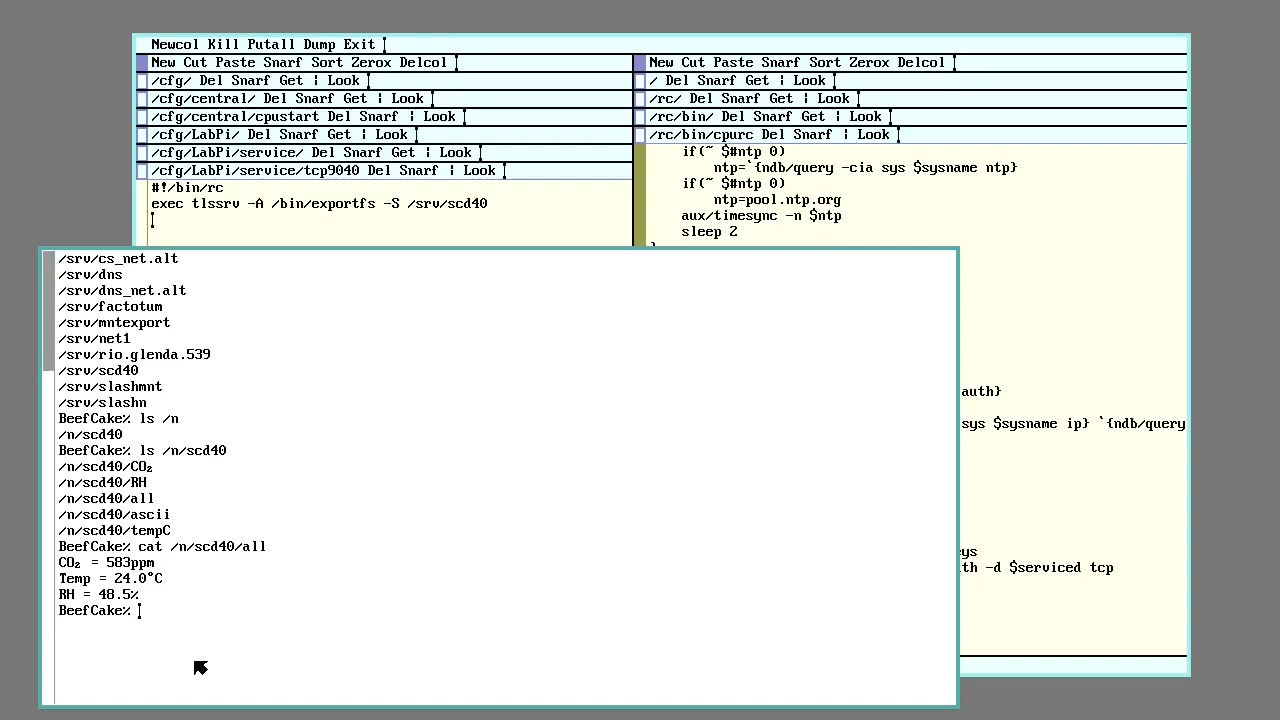 Newcol Kill Putall Dump Exit
New Cut Paste Snarf Sort Zerox Delcol
/cfg/ Del Snarf Get | Look
/cfg/central/ Del Snarf Get | Look
/cfg/central/cpustart Del Snarf | Look
/cfg/LabPi/ Del Snarf Get | Look
/cfg/LabPi/service/ Del Snarf Get | Look
/cfg/LabPi/service/tcp9040 Del Snarf | Look
#!/bin/rc
exec tlssrv -A /bin/exportfs -S /srv/scd40
New Cut Paste Snarf Sort Zerox Delcol
/ Del Snarf Get | Look
/rc/ Del Snarf Get | Look
/rc/bin/ Del Snarf Get | Look
/rc/bin/cpurc Del Snarf | Look
if(~ $#ntp 0)
ntp=`{ndb/query -cia sys $sysname ntp}
if(~ $#ntp 0)
ntp=pool.ntp.org
aux/timesync -n $ntp
sleep 2
auth}
sys $sysname ip} `{ndb/query
sys
th -d $serviced tcp
/srv/cs_net.alt
/srv/dns
/srv/dns_net.alt
/srv/factotum
/srv/mntexport
/srv/net1
/srv/rio.glenda.539
/srv/scd40
/srv/slashmnt
/srv/slashn
BeefCake% ls /n
/n/scd40
BeefCake% ls /n/scd40
/n/scd40/CO₂
/n/scd40/RH
/n/scd40/all
/n/scd40/ascii
/n/scd40/tempC
BeefCake% cat /n/scd40/all
CO₂ = 583ppm
Temp = 24.0°C
RH = 48.5%
BeefCake%